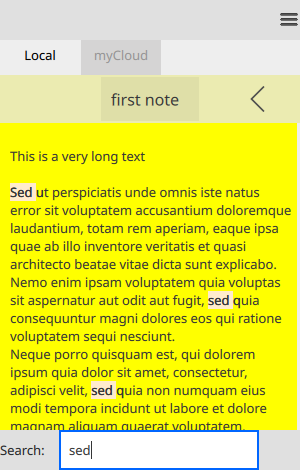 Local myCloud
first note
This is a very long text
Sed ut perspiciatis unde omnis iste natus
error sit voluptatem accusantium doloremque
laudantium, totam rem aperiam, eaque ipsa
quae ab illo inventore veritatis et quasi
architecto beatae vitae dicta sunt explicabo.
Nemo enim ipsam voluptatem quia voluptas
sit aspernatur aut odit aut fugit, sed quia
consequuntur magni dolores eos qui ratione
voluptatem sequi nesciunt.
Neque porro quisquam est, qui dolorem
ipsum quia dolor sit amet, consectetur,
adipisci velit, sed quia non numquam eius
modi tempora incidunt ut labore et dolore
magnam aliquam quaerat voluptatem.
Search: sed